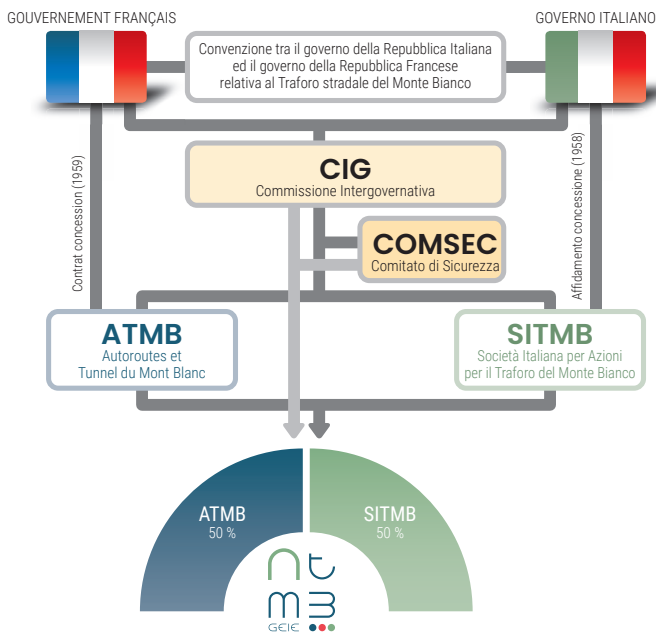 GOUVERNEMENT FRANÇAIS
GOVERNO ITALIANO
Convenzione tra il governo della Repubblica Italiana
ed il governo della Repubblica Francese
relativa al Traforo stradale del Monte Bianco
CIG
Commissione Intergovernativa
COMSEC
Comitato di Sicurezza
Contrat concession (1959)
Affidamento concessione (1958)
ATMB
Autoroutes et
Tunnel du Mont Blanc
SITMB
Società Italiana per Azioni
per il Traforo del Monte Bianco
ATMB
50 %
SITMB
50 %
nt
mB
GEIE